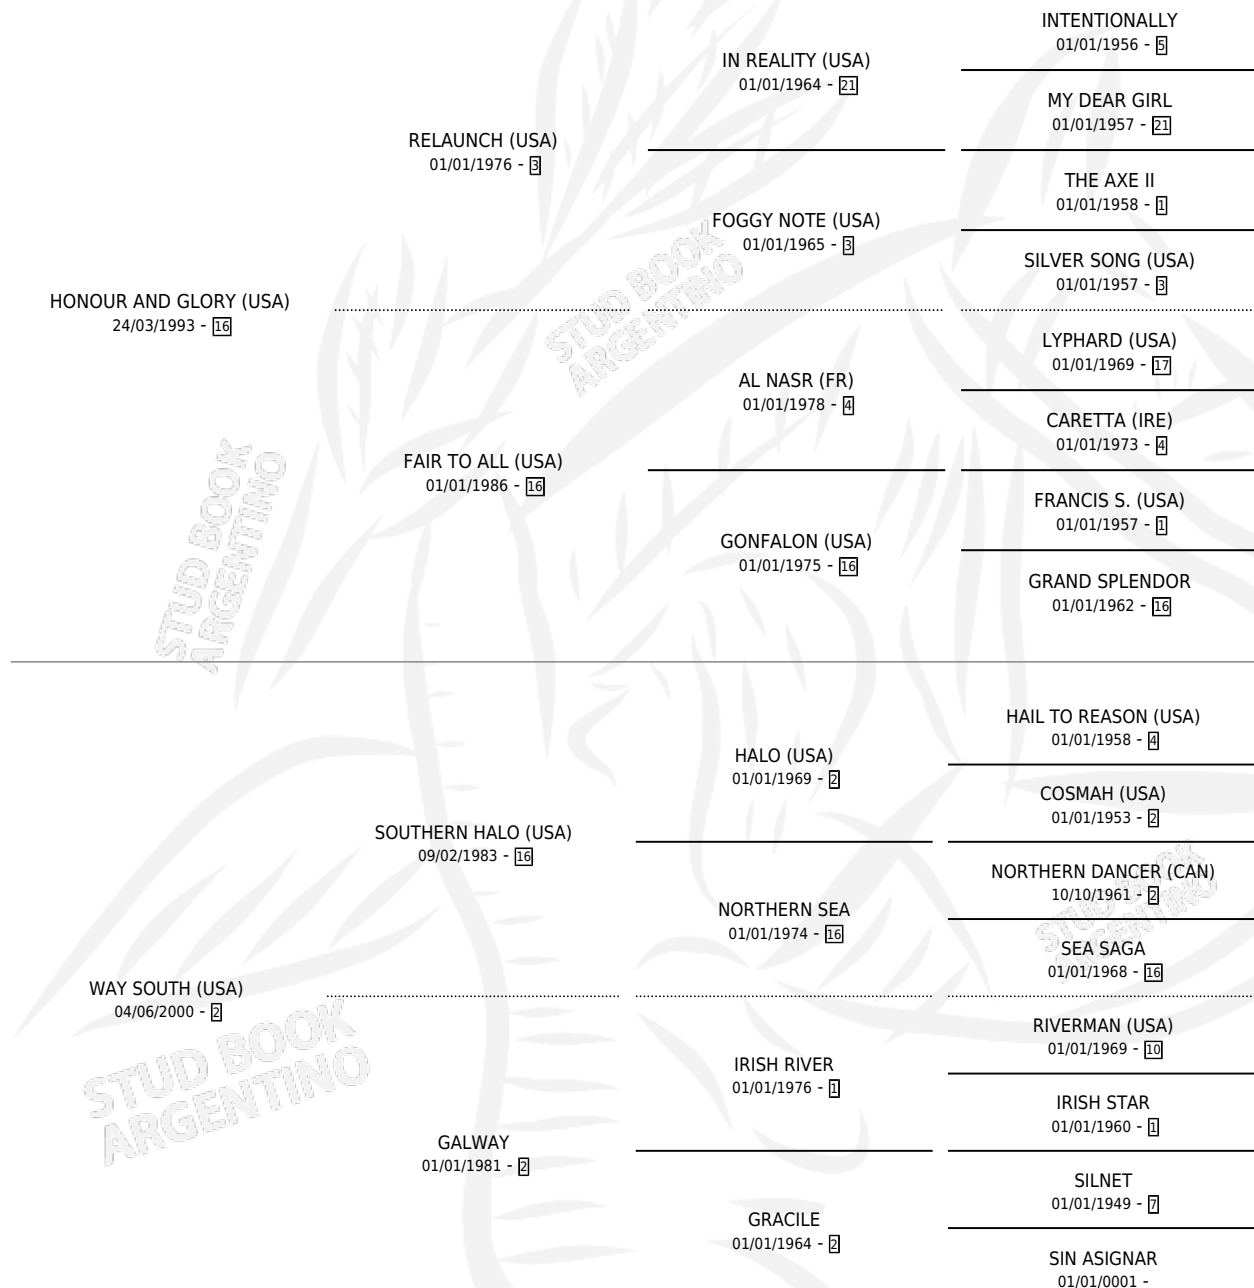 INTENTIONALLY
01/01/1956 - 5
IN REALITY (USA)
01/01/1964 - 21
MY DEAR GIRL
01/01/1957 - 21
RELAUNCH (USA)
01/01/1976 - 3
THE AXE II
01/01/1958 - 1
FOGGY NOTE (USA)
01/01/1965 - 3
SILVER SONG (USA)
01/01/1957 - 3
HONOUR AND GLORY (USA)
24/03/1993 - 16
LYPHARD (USA)
01/01/1969 - 17
AL NASR (FR)
01/01/1978 - 4
CARETTA (IRE)
01/01/1973 - 4
FAIR TO ALL (USA)
01/01/1986 - 16
FRANCIS S. (USA)
01/01/1957 - 1
GONFALON (USA)
01/01/1975 - 16
GRAND SPLENDOR
01/01/1962 - 16
STUD BOOK
ARGENTINO
STUD BOOK
ARGENTINO
HAIL TO REASON (USA)
01/01/1958 - 4
HALO (USA)
01/01/1969 - 2
COSMAH (USA)
01/01/1953 - 2
SOUTHERN HALO (USA)
09/02/1983 - 16
NORTHERN DANCER (CAN)
10/10/1961 - 2
NORTHERN SEA
01/01/1974 - 16
SEA SAGA
01/01/1968 - 16
STUD BOOK
ARGENTINO
WAY SOUTH (USA)
04/06/2000 - 2
RIVERMAN (USA)
01/01/1969 - 10
IRISH RIVER
01/01/1976 - 1
IRISH STAR
01/01/1960 - 1
STUD BOOK
ARGENTINO
GALWAY
01/01/1981 - 2
SILNET
01/01/1949 - 7
GRACILE
01/01/1964 - 2
SIN ASIGNAR
01/01/0001 -